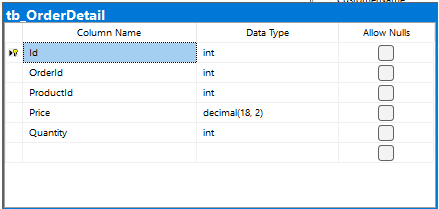 CustomerName
tb_OrderDetail
Column Name Data Type Allow Nulls
Id int
OrderId int
ProductId int
Price decimal(18, 2)
Quantity int